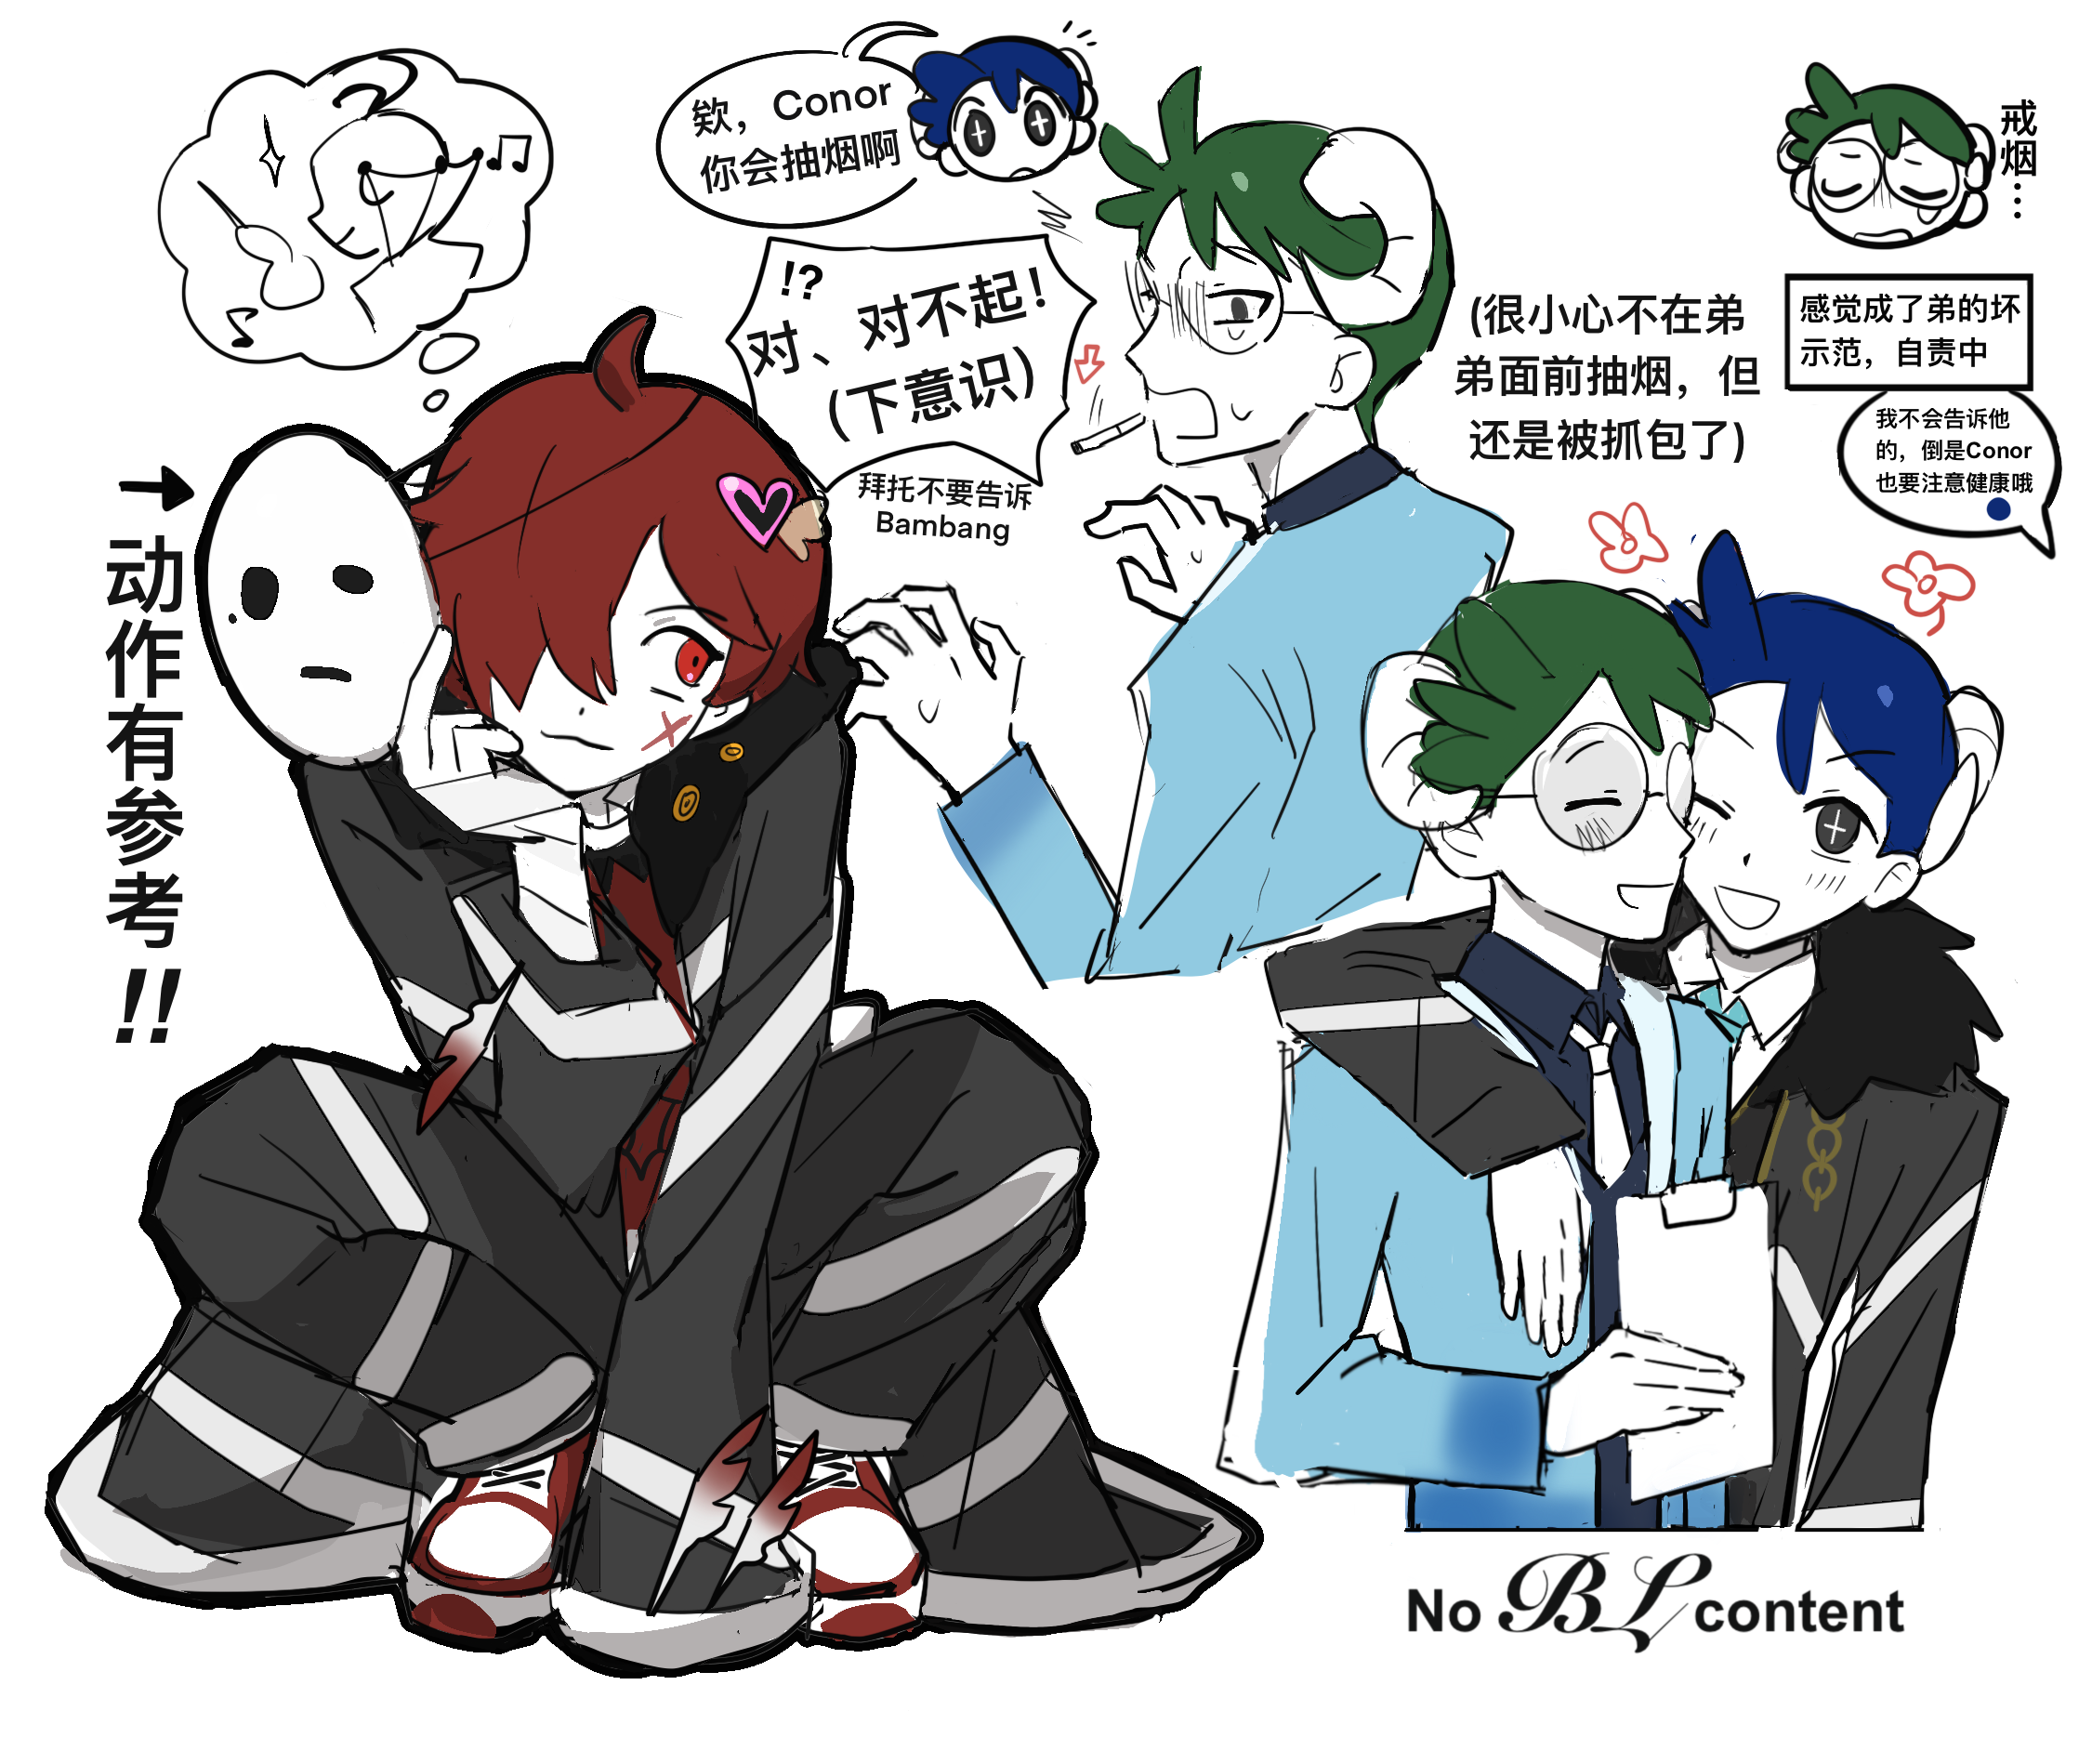 欸，Conor
你会抽烟啊
!?
对、对不起！
(下意识)
拜托不要告诉
Bambang
(很小心不在弟
弟面前抽烟，但
还是被抓包了)
戒烟…
感觉成了弟的坏
示范，自责中
我不会告诉他
的，倒是Conor
也要注意健康哦
→
动作有参考!!
No BL content